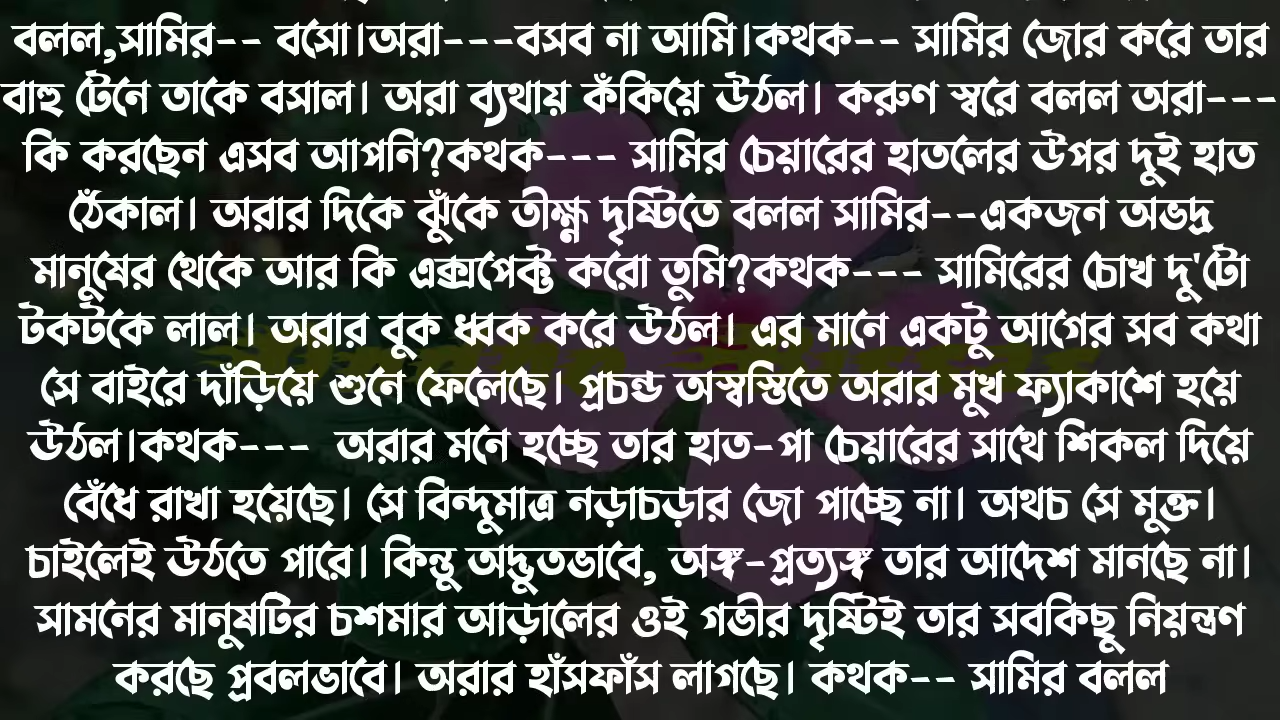 বলল,সামির-- বসো।অরা---বসব না আমি।কথক-- সামির জোর করে তার
বাহু টেনে তাকে বসাল। অরা ব্যথায় কঁকিয়ে উঠল। করুণ স্বরে বলল অরা---
কি করছেন এসব আপনি?কথক--- সামির চেয়ারের হাতলের উপর দুই হাত
ঠেঁকাল। অরার দিকে ঝুঁকে তীক্ষ্ণ দৃষ্টিতে বলল সামির--একজন অভদ্র
মানুষের থেকে আর কি এক্সপেক্ট করো তুমি?কথক--- সামিরের চোখ দু'টো
টকটকে লাল। অরার বুক ধ্বক করে উঠল। এর মানে একটু আগের সব কথা
সে বাইরে দাঁড়িয়ে শুনে ফেলেছে। প্রচন্ড অস্বস্তিতে অরার মুখ ফ্যাকাশে হয়ে
উঠল।কথক--- অরার মনে হচ্ছে তার হাত-পা চেয়ারের সাথে শিকল দিয়ে
বেঁধে রাখা হয়েছে। সে বিন্দুমাত্র নড়াচড়ার জো পাচ্ছে না। অথচ সে মুক্ত।
চাইলেই উঠতে পারে। কিন্তু অদ্ভুতভাবে, অঙ্গ-প্রত্যঙ্গ তার আদেশ মানছে না।
সামনের মানুষটির চশমার আড়ালের ওই গভীর দৃষ্টিই তার সবকিছু নিয়ন্ত্রণ
করছে প্রবলভাবে। অরার হাঁসফাঁস লাগছে। কথক-- সামির বলল